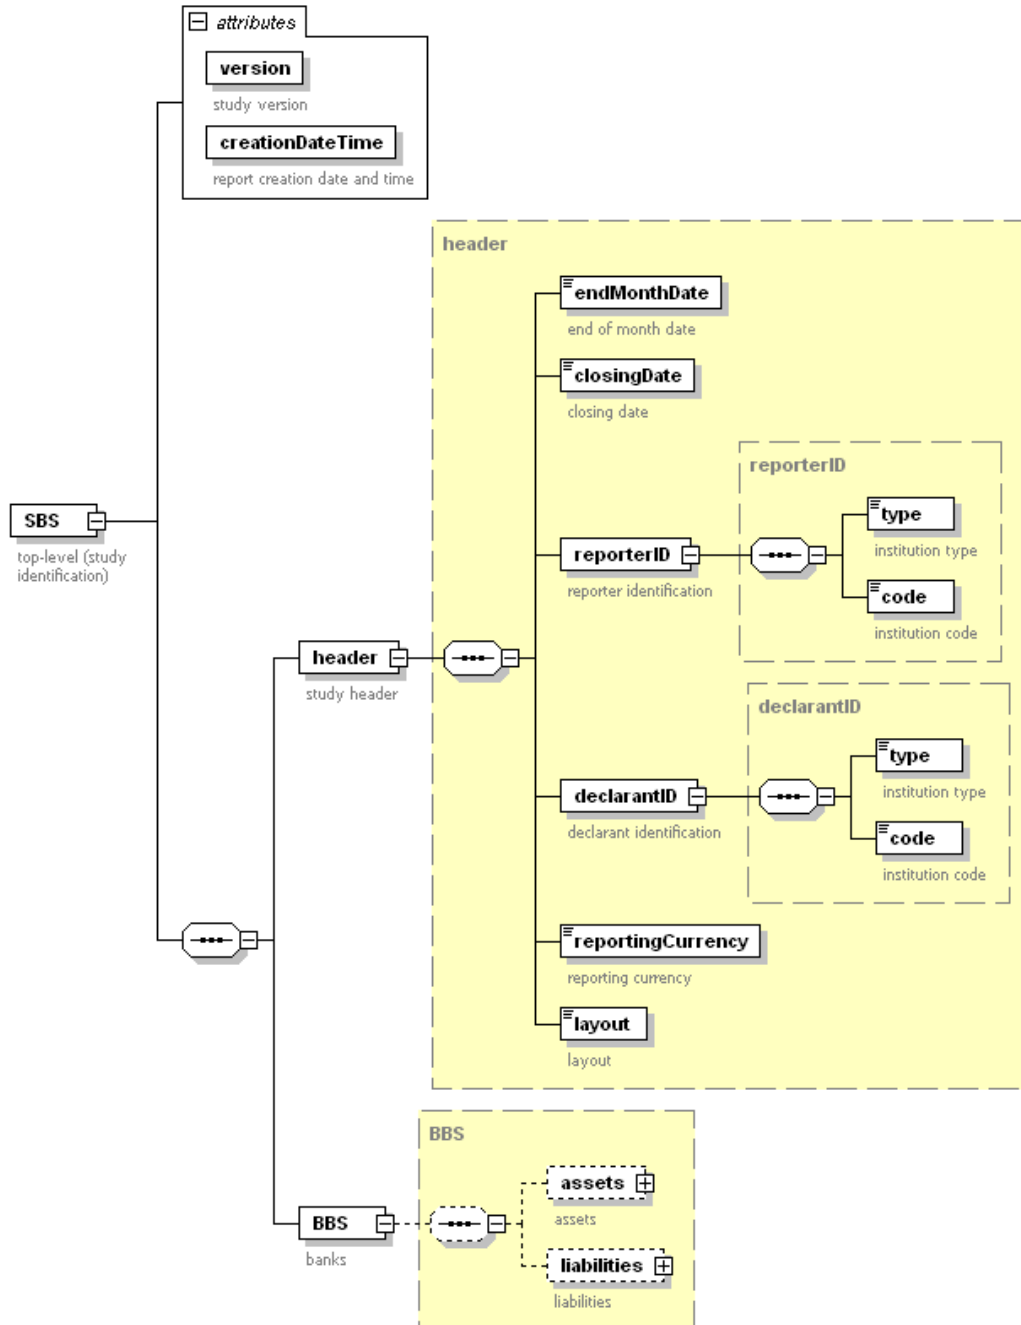 attributes
version
study version
creationDateTime
report creation date and time
header
endMonthDate
end of month date
closingDate
closing date
reporterID
type
institution type
code
institution code
reporterID
reporter identification
SBS
top-level (study
identification)
header
study header
declarantID
type
institution type
code
institution code
declarantID
declarant identification
reportingCurrency
reporting currency
layout
layout
BBS
assets
assets
liabilities
liabilities
BBS
banks